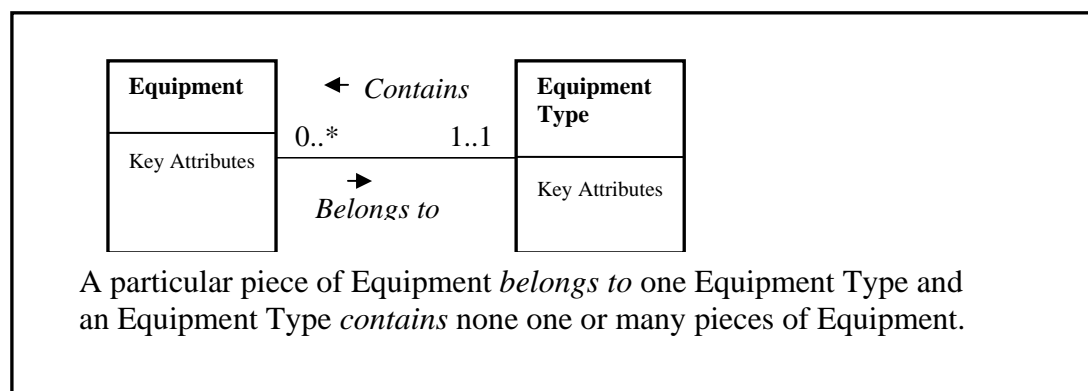 Equipment
Contains
Equipment
Type
0..*
1..1
Key Attributes
Key Attributes
Belongs to
A particular piece of Equipment belongs to one Equipment Type and
an Equipment Type contains none one or many pieces of Equipment.